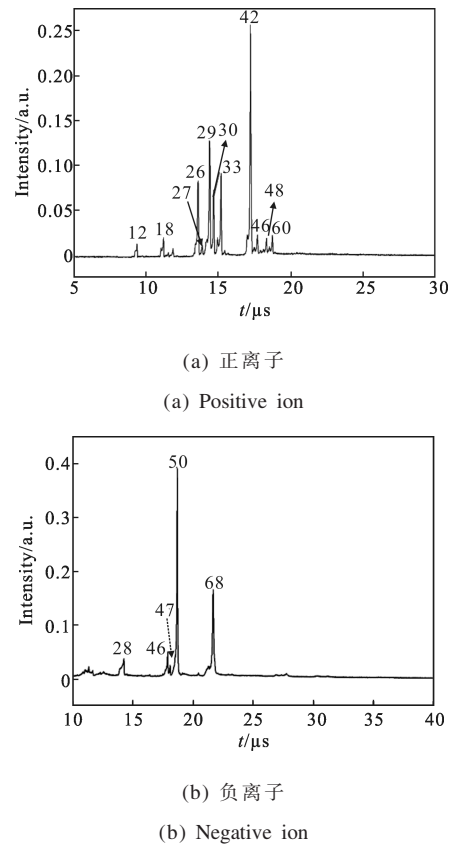 42
0.25
Intensity/a.u.
0.20
0.15
29 30
0.10
26 33
27
48
0.05
12 18 46 60
0
5 10 15 20 25 30
t/μs
(a) 正离子
(a) Positive ion
50
0.4
Intensity/a.u.
0.3
0.2
68
47
0.1
28 46
0
10 15 20 25 30 35 40
t/μs
(b) 负离子
(b) Negative ion